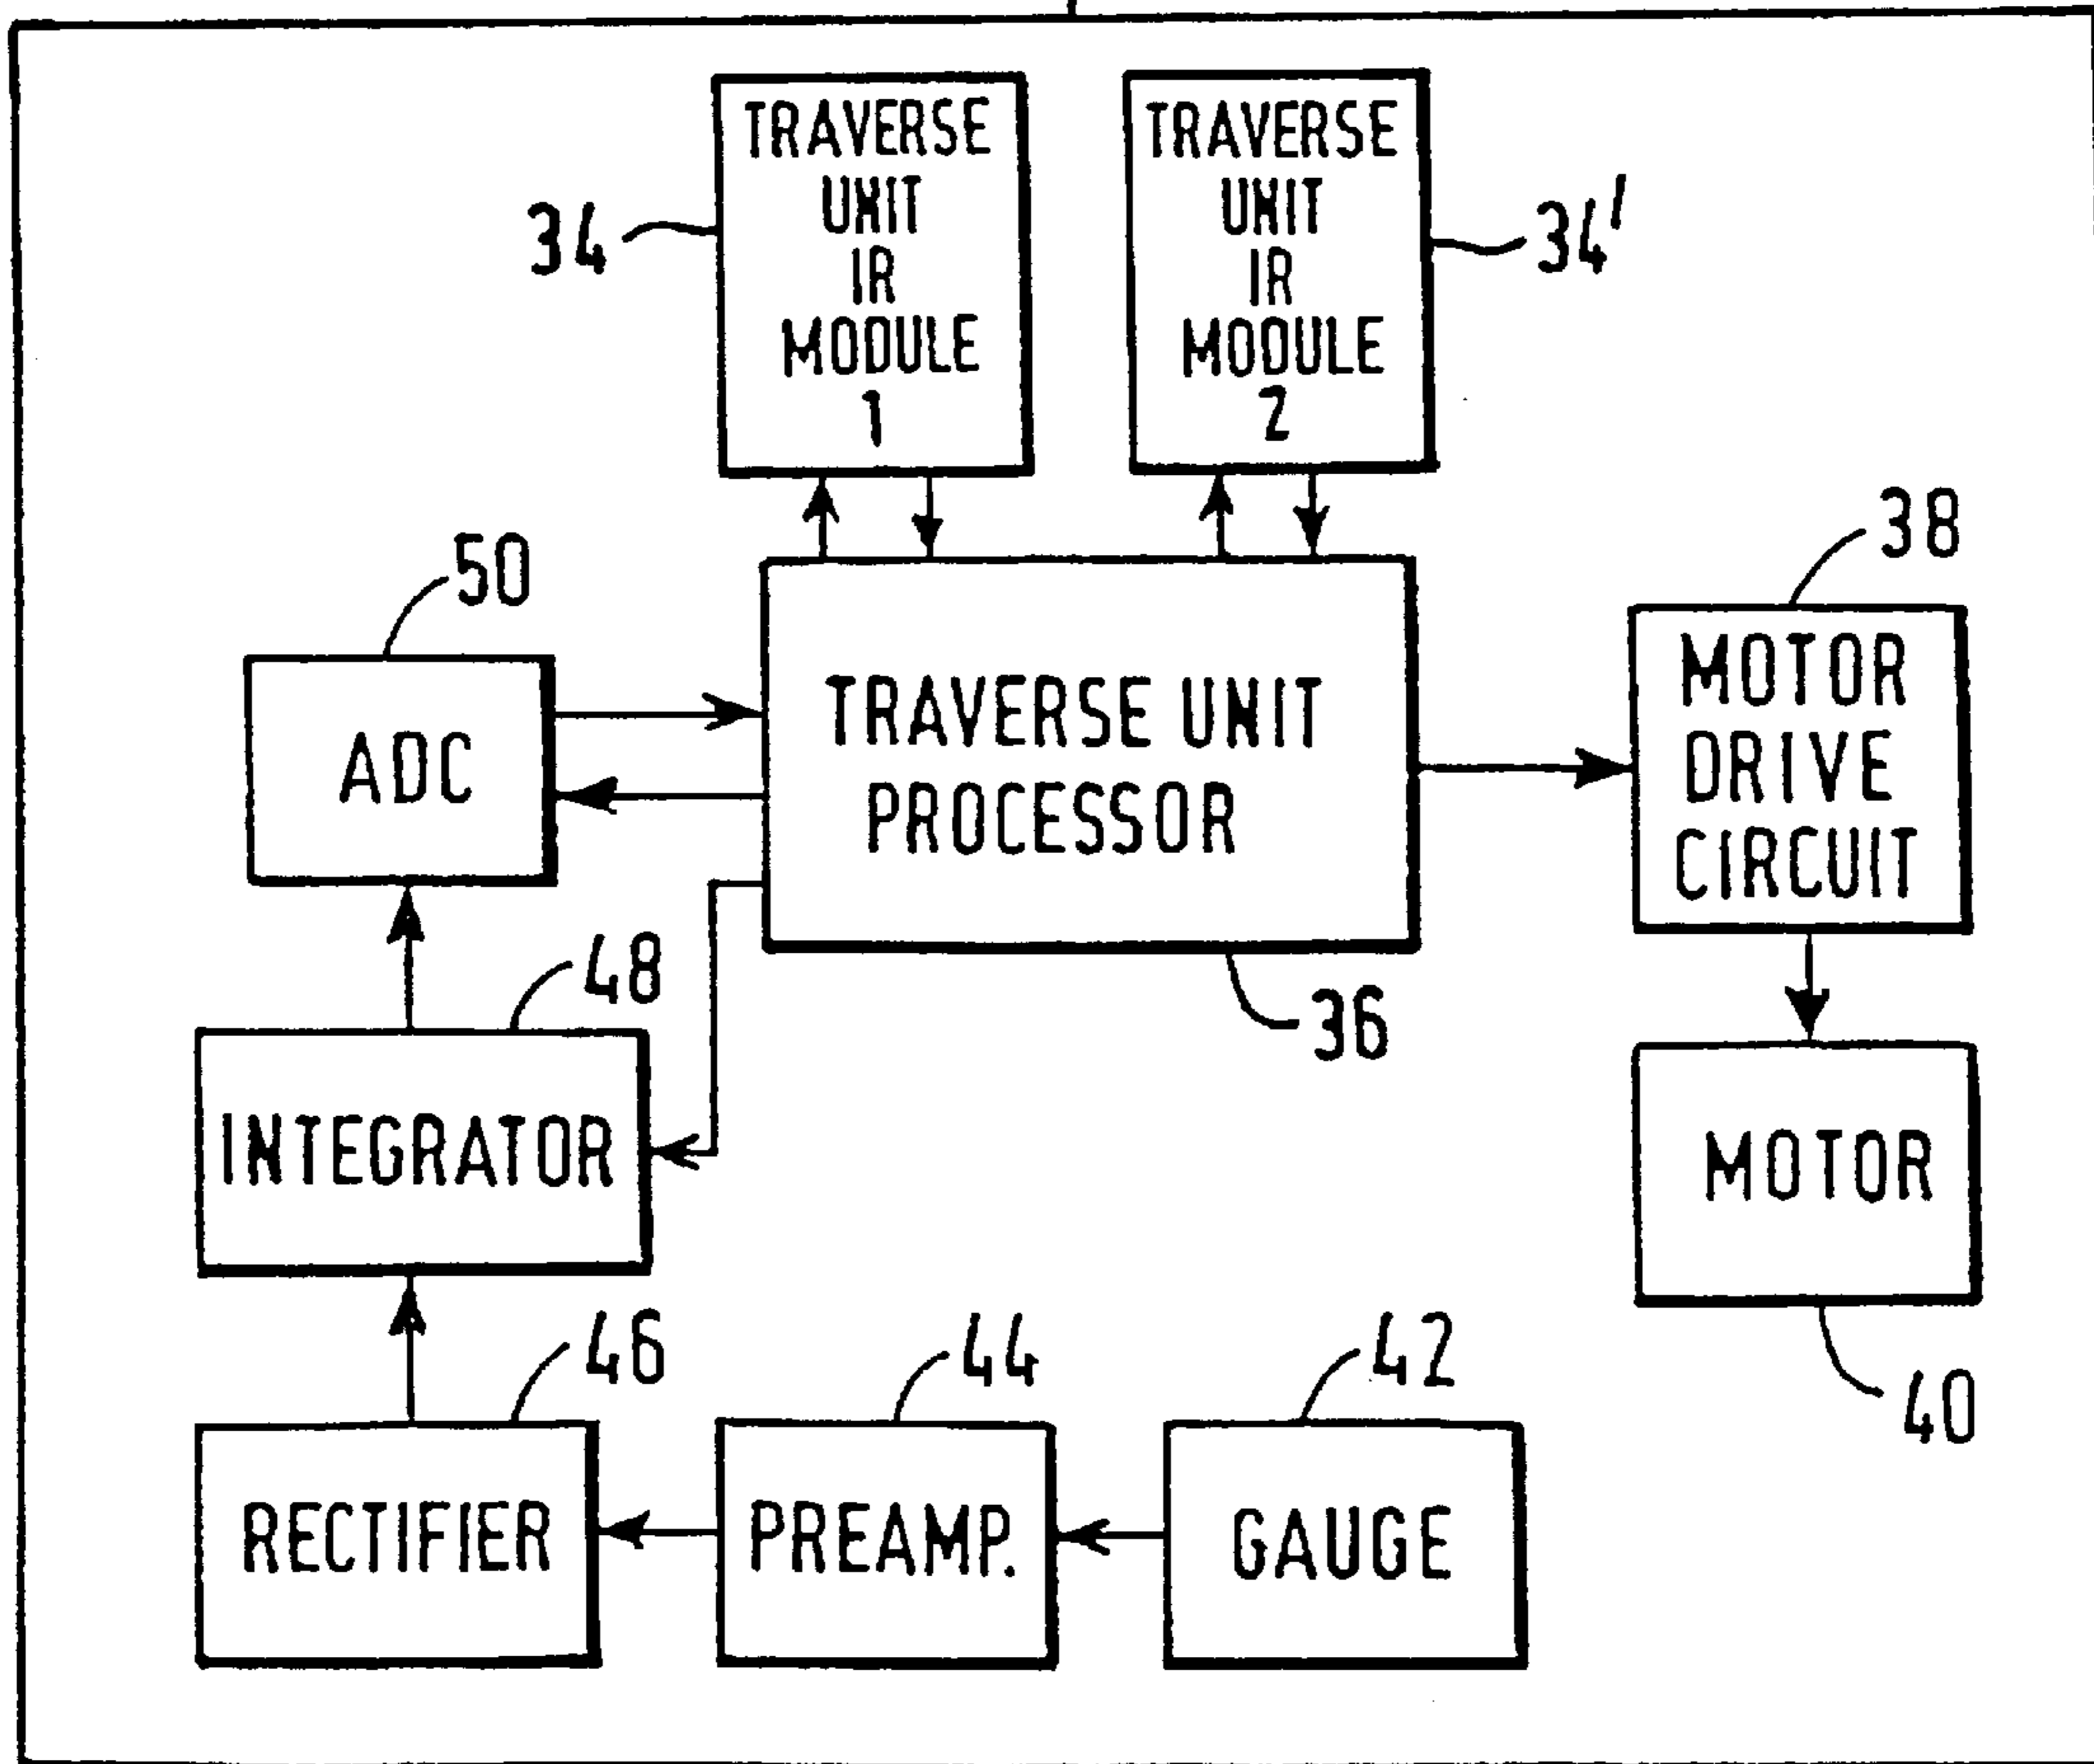 TRAVERSE
UNIT
IR
MODULE
1
TRAVERSE
UNIT
IR
MODULE
2
34
34'
50
38
ADC
TRAVERSE UNIT
PROCESSOR
MOTOR
DRIVE
CIRCUIT
48
36
INTEGRATOR
MOTOR
46
44
42
40
RECTIFIER
PREAMP.
GAUGE